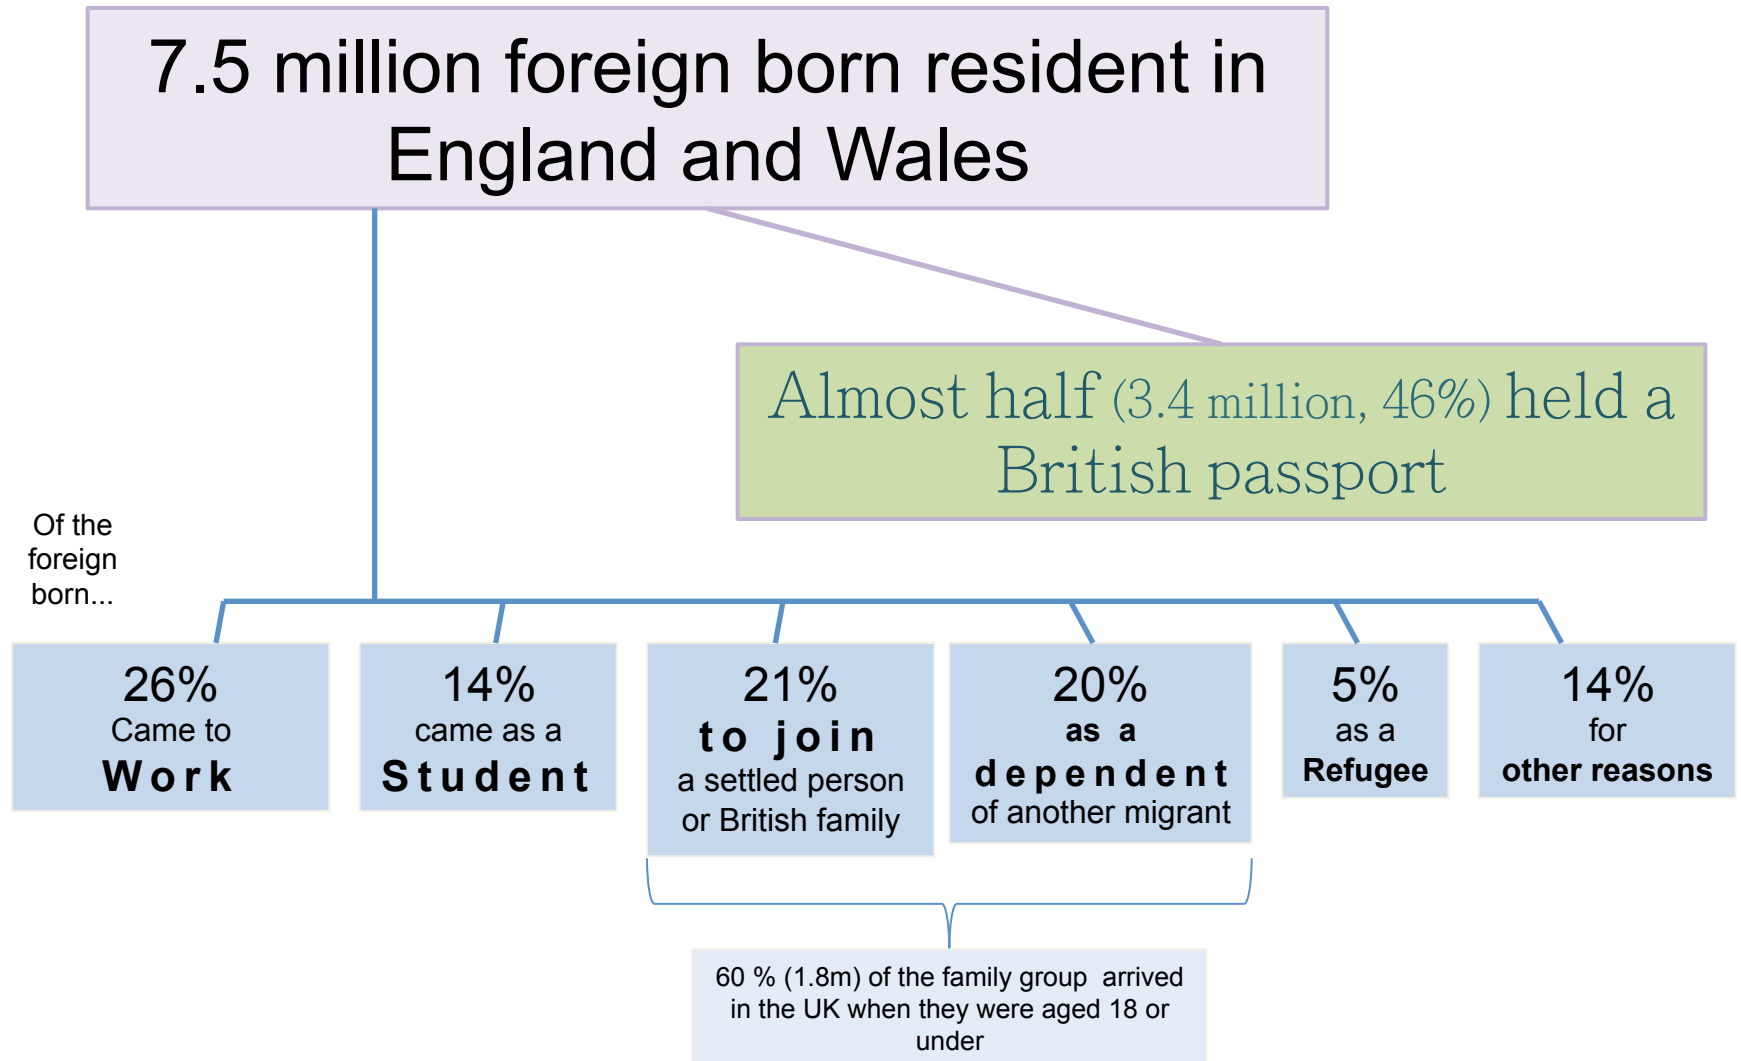 7.5 million foreign born resident in
England and Wales
Almost half (3.4 million, 46%) held a
British passport
Of the
foreign
born...
26%
Came to
Work
14%
came as a
Student
21%
to join
a settled person
or British family
20%
as a
dependent
of another migrant
5%
as a
Refugee
14%
for
other reasons
60 % (1.8m) of the family group arrived
in the UK when they were aged 18 or
under